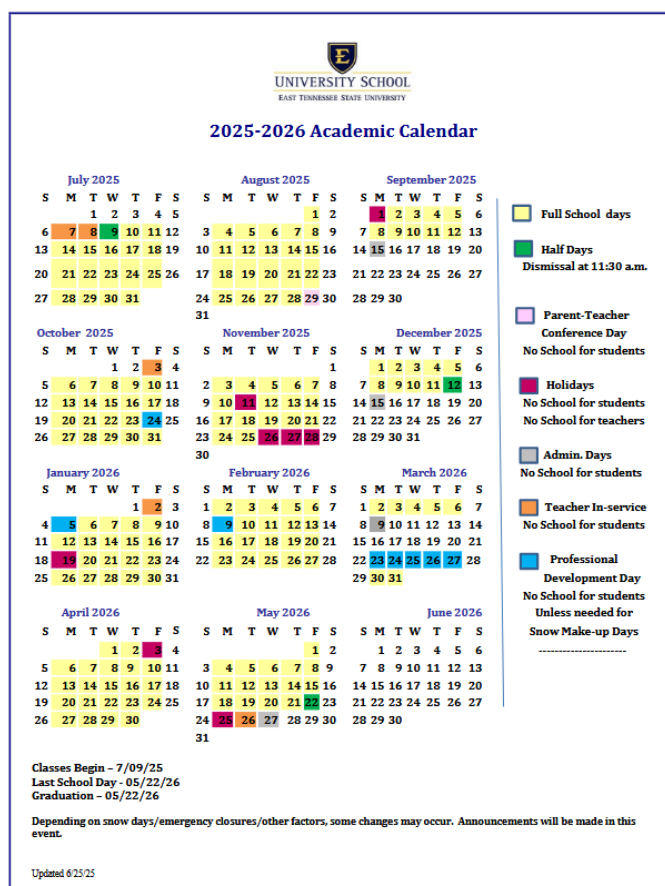 E
UNIVERSITY SCHOOL
EAST TENNESSEE STATE UNIVERSITY
2025-2026 Academic Calendar
July 2025
S M T W T F S
1 2 3 4 5
6 7 8 9 10 11 12
13 14 15 16 17 18 19
20 21 22 23 24 25 26
27 28 29 30 31
August 2025
S M T W T F S
1 2
3 4 5 6 7 8 9
10 11 12 13 14 15 16
17 18 19 20 21 22 23
24 25 26 27 28 29 30
31
September 2025
S M T W T F S
1 2 3 4 5 6
7 8 9 10 11 12 13
14 15 16 17 18 19 20
21 22 23 24 25 26 27
28 29 30
October 2025
S M T W T F S
1 2 3 4
5 6 7 8 9 10 11
12 13 14 15 16 17 18
19 20 21 22 23 24 25
26 27 28 29 30 31
November 2025
S M T W T F S
1
2 3 4 5 6 7 8
9 10 11 12 13 14 15
16 17 18 19 20 21 22
23 24 25 26 27 28 29
30
December 2025
S M T W T F S
1 2 3 4 5 6
7 8 9 10 11 12 13
14 15 16 17 18 19 20
21 22 23 24 25 26 27
28 29 30 31
January 2026
S M T W T F S
1 2 3
4 5 6 7 8 9 10
11 12 13 14 15 16 17
18 19 20 21 22 23 24
25 26 27 28 29 30 31
February 2026
S M T W T F S
1 2 3 4 5 6 7
8 9 10 11 12 13 14
15 16 17 18 19 20 21
22 23 24 25 26 27 28
March 2026
S M T W T F S
1 2 3 4 5 6 7
8 9 10 11 12 13 14
15 16 17 18 19 20 21
22 23 24 25 26 27 28
29 30 31
April 2026
S M T W T F S
1 2 3 4
5 6 7 8 9 10 11
12 13 14 15 16 17 18
19 20 21 22 23 24 25
26 27 28 29 30
May 2026
S M T W T F S
1 2
3 4 5 6 7 8 9
10 11 12 13 14 15 16
17 18 19 20 21 22 23
24 25 26 27 28 29 30
31
June 2026
S M T W T F S
1 2 3 4 5 6
7 8 9 10 11 12 13
14 15 16 17 18 19 20
21 22 23 24 25 26 27
28 29 30
Full School days
Half Days
Dismissal at 11:30 a.m.
Parent-Teacher
Conference Day
No School for students
Holidays
No School for students
No School for teachers
Admin. Days
No School for students
Teacher In-service
No School for students
Professional
Development Day
No School for students
Unless needed for
Snow Make-up Days
----------------------
Classes Begin – 7/09/25
Last School Day - 05/22/26
Graduation – 05/22/26
Depending on snow days/emergency closures/other factors, some changes may occur. Announcements will be made in this
event.
Updated 6/25/25